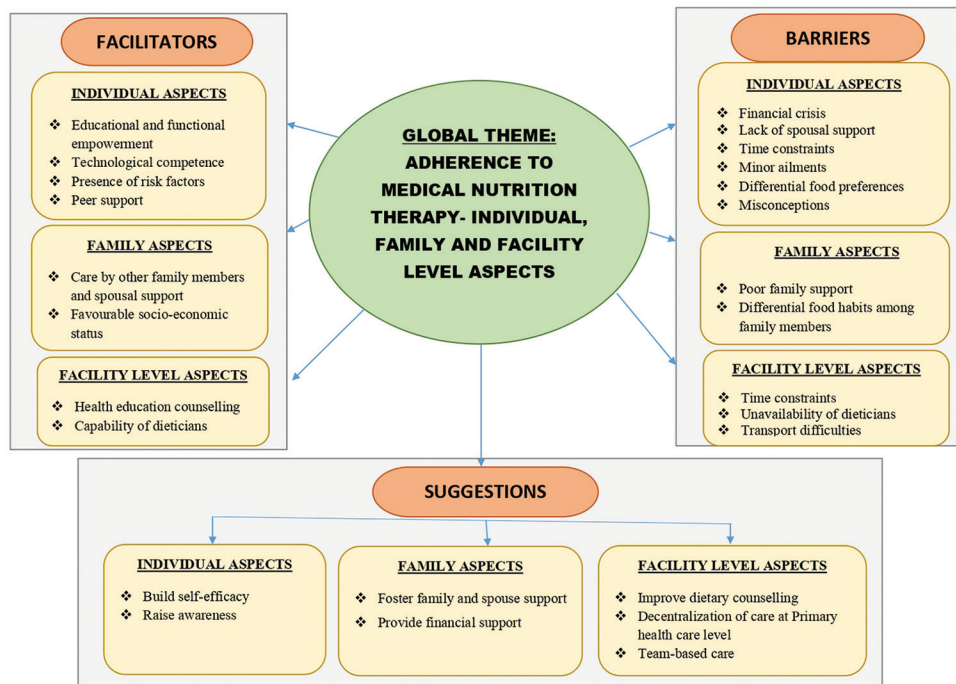 FACILITATORS
INDIVIDUAL ASPECTS
❖ Educational and functional
empowerment
❖ Technological competence
❖ Presence of risk factors
❖ Peer support
FAMILY ASPECTS
❖ Care by other family members
and spousal support
❖ Favourable socio-economic
status
FACILITY LEVEL ASPECTS
❖ Health education counselling
❖ Capability of dieticians
GLOBAL THEME:
ADHERENCE TO
MEDICAL NUTRITION
THERAPY- INDIVIDUAL,
FAMILY AND FACILITY
LEVEL ASPECTS
BARRIERS
INDIVIDUAL ASPECTS
❖ Financial crisis
❖ Lack of spousal support
❖ Time constraints
❖ Minor ailments
❖ Differential food preferences
❖ Misconceptions
FAMILY ASPECTS
❖ Poor family support
❖ Differential food habits among
family members
FACILITY LEVEL ASPECTS
❖ Time constraints
❖ Unavailability of dieticians
❖ Transport difficulties
SUGGESTIONS
INDIVIDUAL ASPECTS
❖ Build self-efficacy
❖ Raise awareness
FAMILY ASPECTS
❖ Foster family and spouse support
❖ Provide financial support
FACILITY LEVEL ASPECTS
❖ Improve dietary counselling
❖ Decentralization of care at Primary
health care level
❖ Team-based care